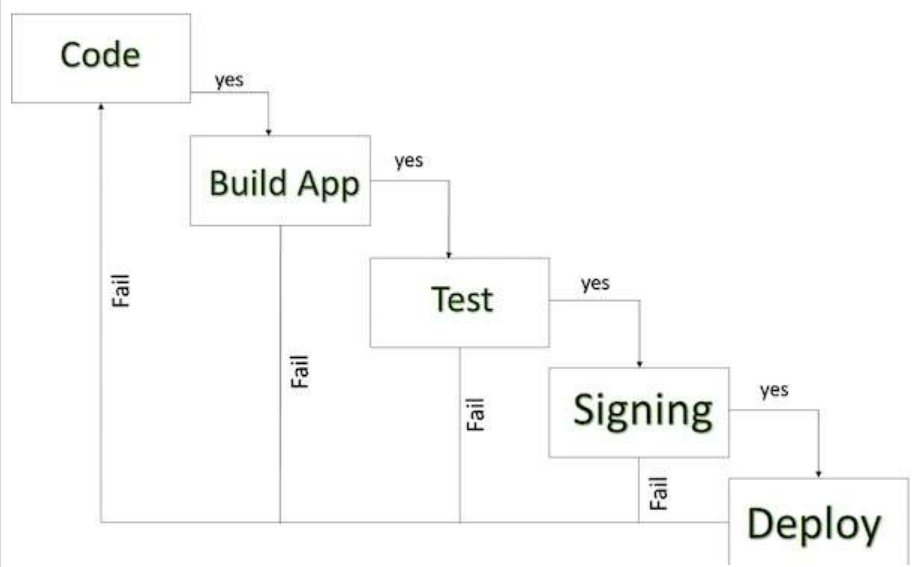 Code
yes
Build App
yes
Test
yes
Signing
yes
Deploy
Fail
Fail
Fail
Fail